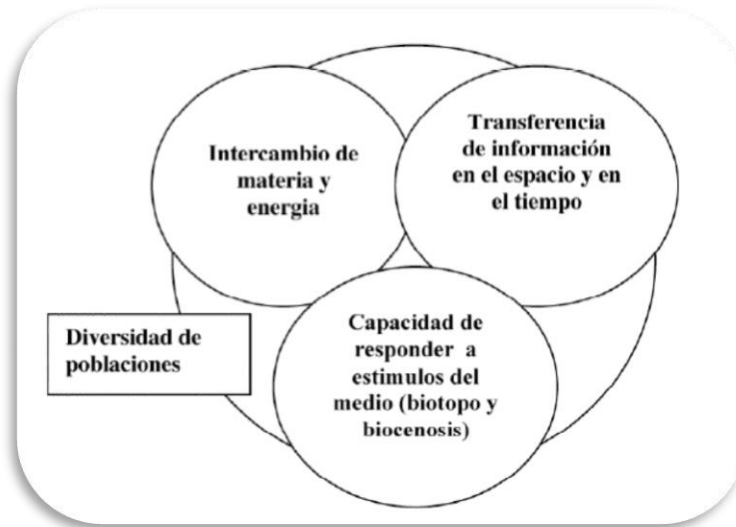 Intercambio de
materia y
energia
Transferencia
de información
en el espacio y en
el tiempo
Diversidad de
poblaciones
Capacidad de
responder a
estimulos del
medio (biotopo y
biocenosis)